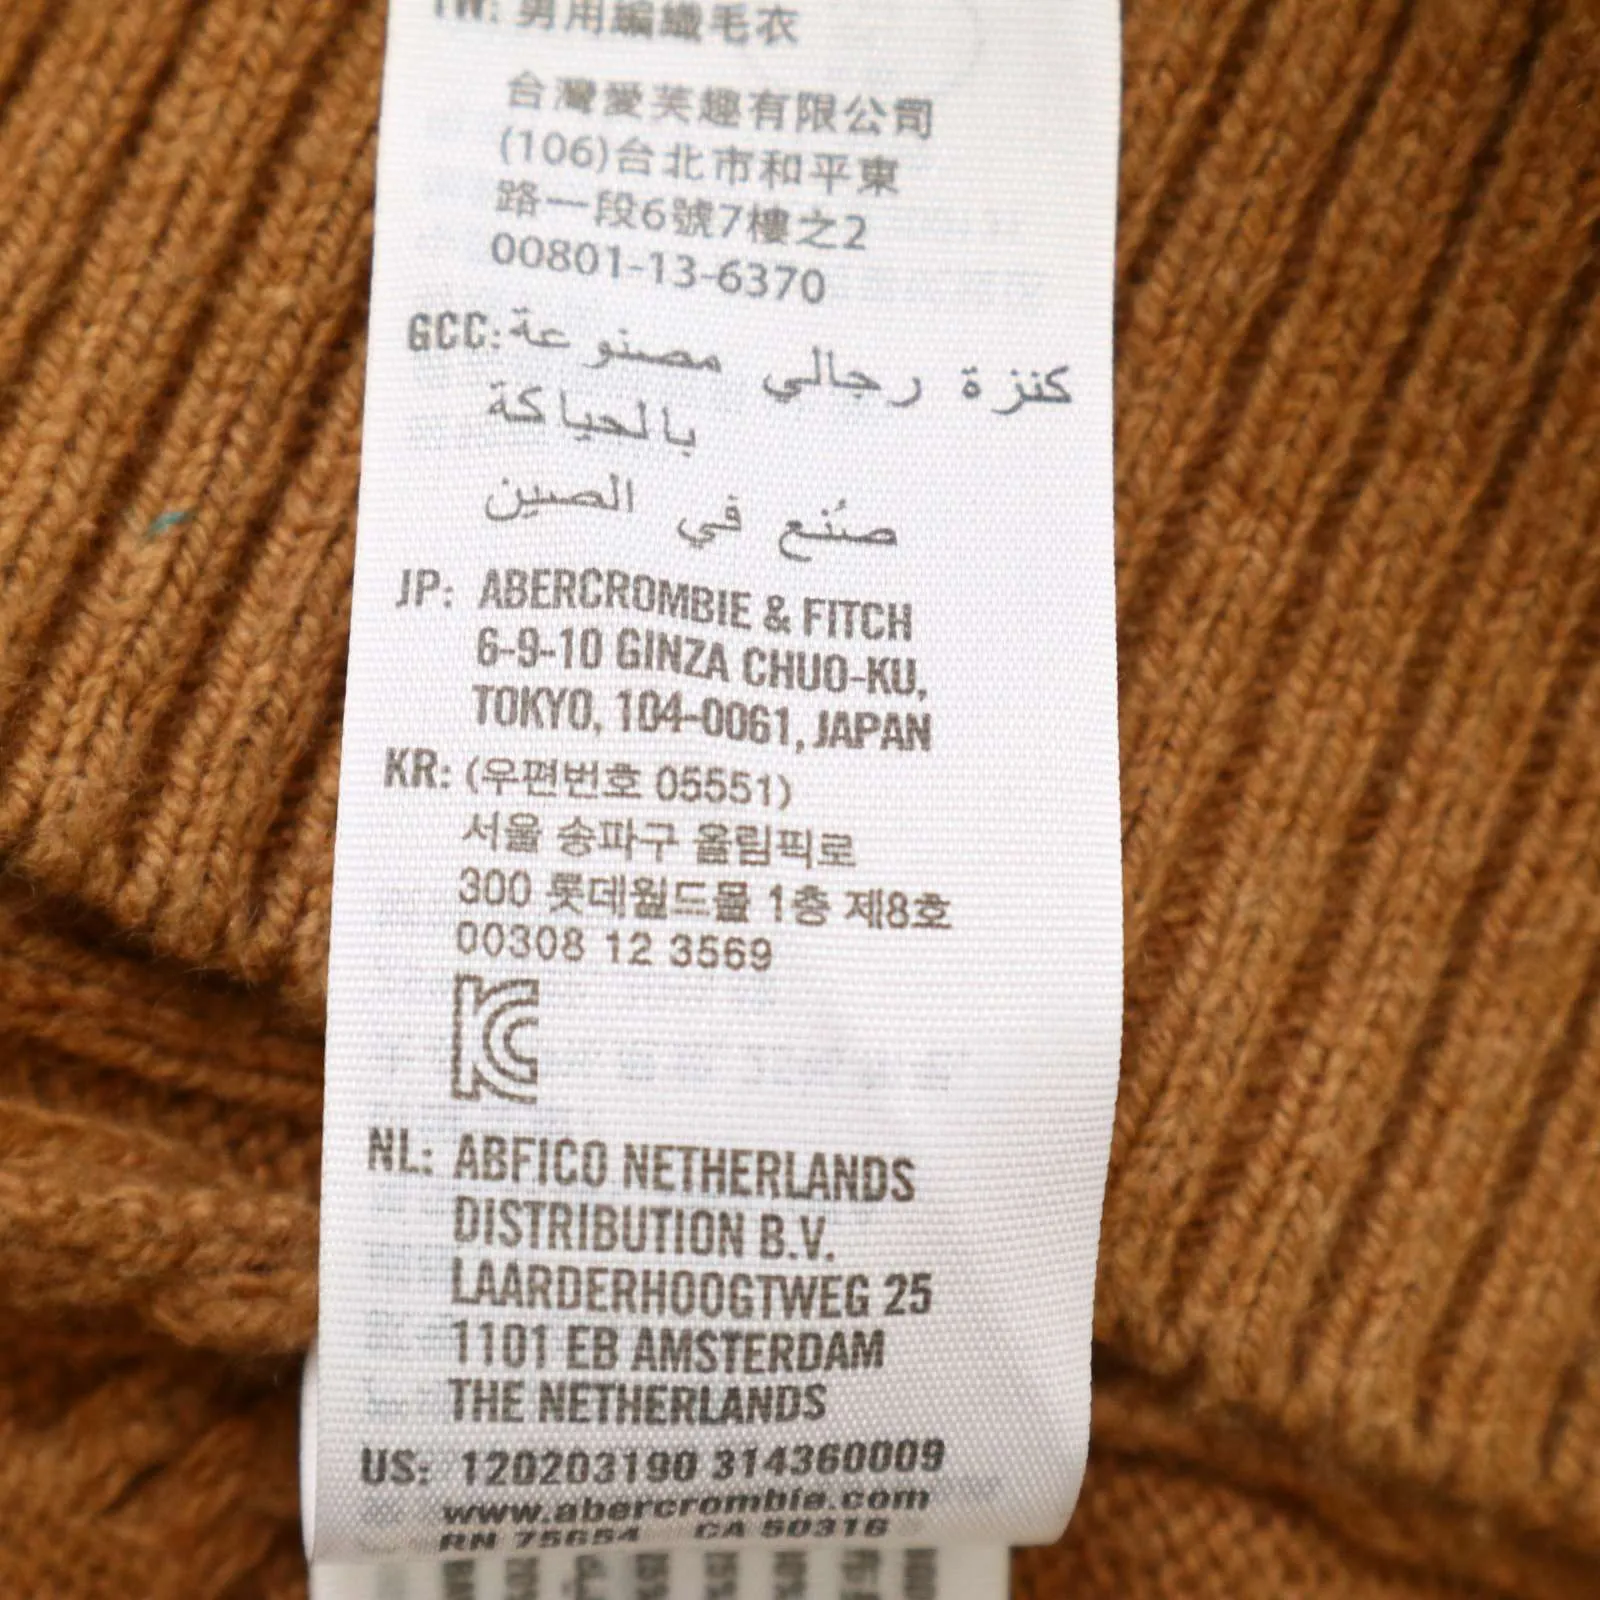 TW: 男用編織毛衣
台灣愛芙趣有限公司
(106)台北市和平東
路一段6號7樓之2
00801-13-6370
GCC: كنزة رجالي مصنوعة
بالحياكة
صُنع في الصين
JP: ABERCROMBIE & FITCH
6-9-10 GINZA CHUO-KU,
TOKYO, 104-0061, JAPAN
KR: (우편번호 05551)
서울 송파구 올림픽로
300 롯데월드몰 1층 제8호
00308 12 3569
NL: ABFICO NETHERLANDS
DISTRIBUTION B.V.
LAARDERHOOGTWEG 25
1101 EB AMSTERDAM
THE NETHERLANDS
US: 120203190 314360009
www.abercrombie.com
RN 75654 CA 50316